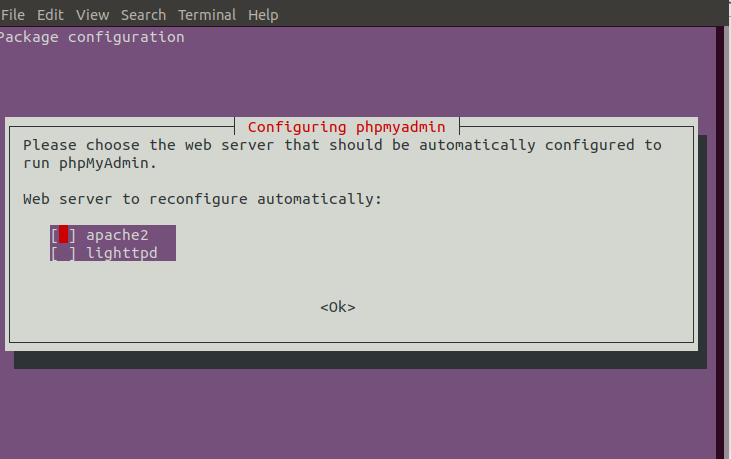 File Edit View Search Terminal Help
Package configuration
Configuring phpmyadmin
Please choose the web server that should be automatically configured to
run phpMyAdmin.
Web server to reconfigure automatically:
[ ] apache2
[ ] lighttpd
<Ok>